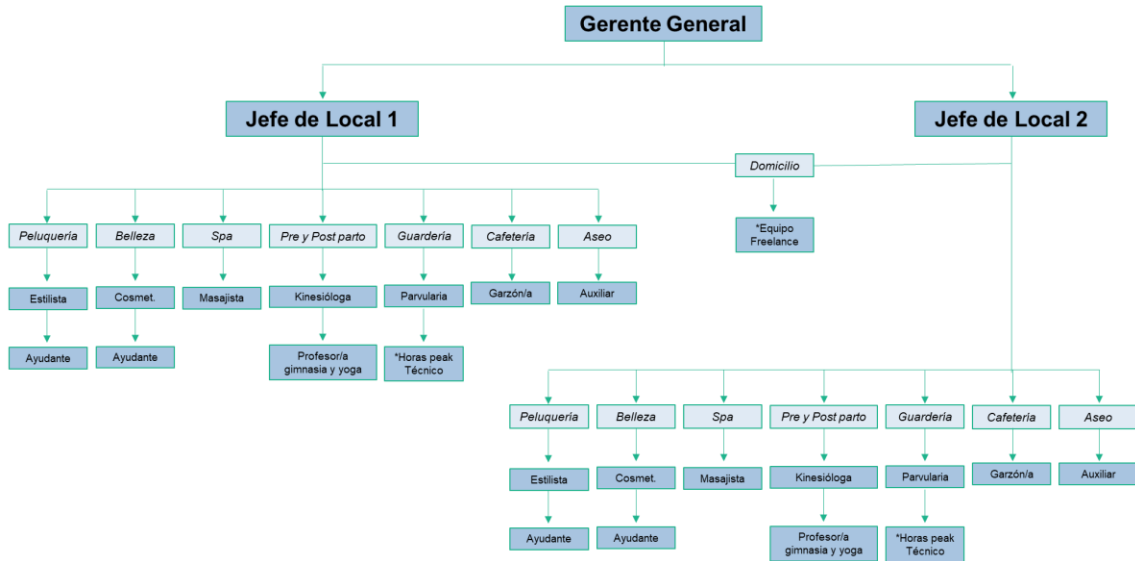 Gerente General
Jefe de Local 1
Jefe de Local 2
Domicilio
*Equipo
Freelance
Peluquería
Belleza
Spa
Pre y Post parto
Guardería
Cafetería
Aseo
Estilista
Cosmet.
Masajista
Kinesióloga
Parvularia
Garzón/a
Auxiliar
Ayudante
Ayudante
Profesor/a
gimnasia y yoga
*Horas peak
Técnico
Peluquería
Belleza
Spa
Pre y Post parto
Guardería
Cafetería
Aseo
Estilista
Cosmet.
Masajista
Kinesióloga
Parvularia
Garzón/a
Auxiliar
Ayudante
Ayudante
Profesor/a
gimnasia y yoga
*Horas peak
Técnico